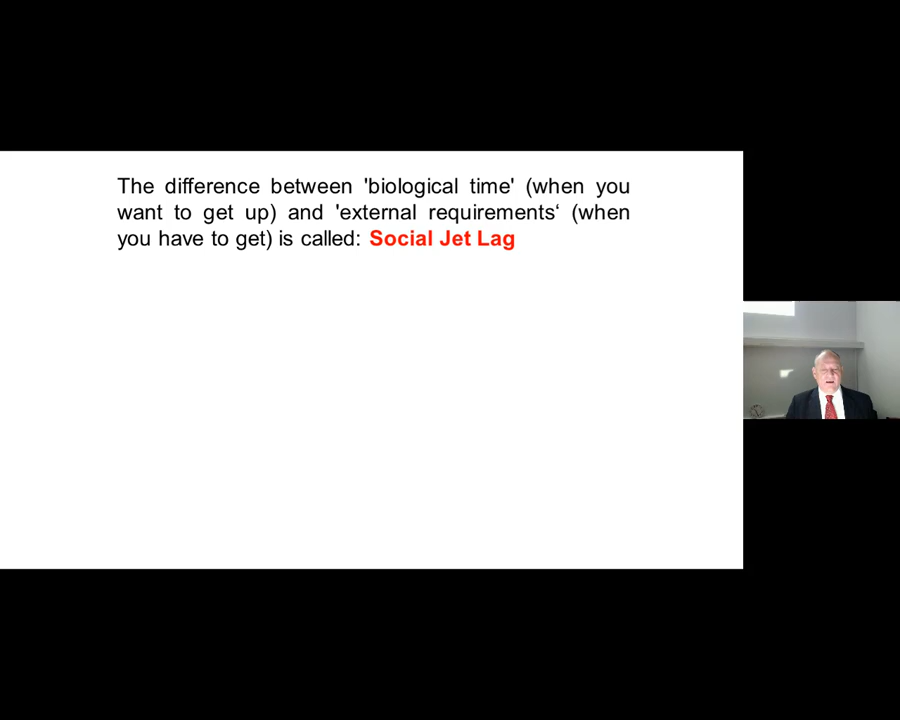 The difference between 'biological time' (when you
want to get up) and 'external requirements‘ (when
you have to get) is called: Social Jet Lag